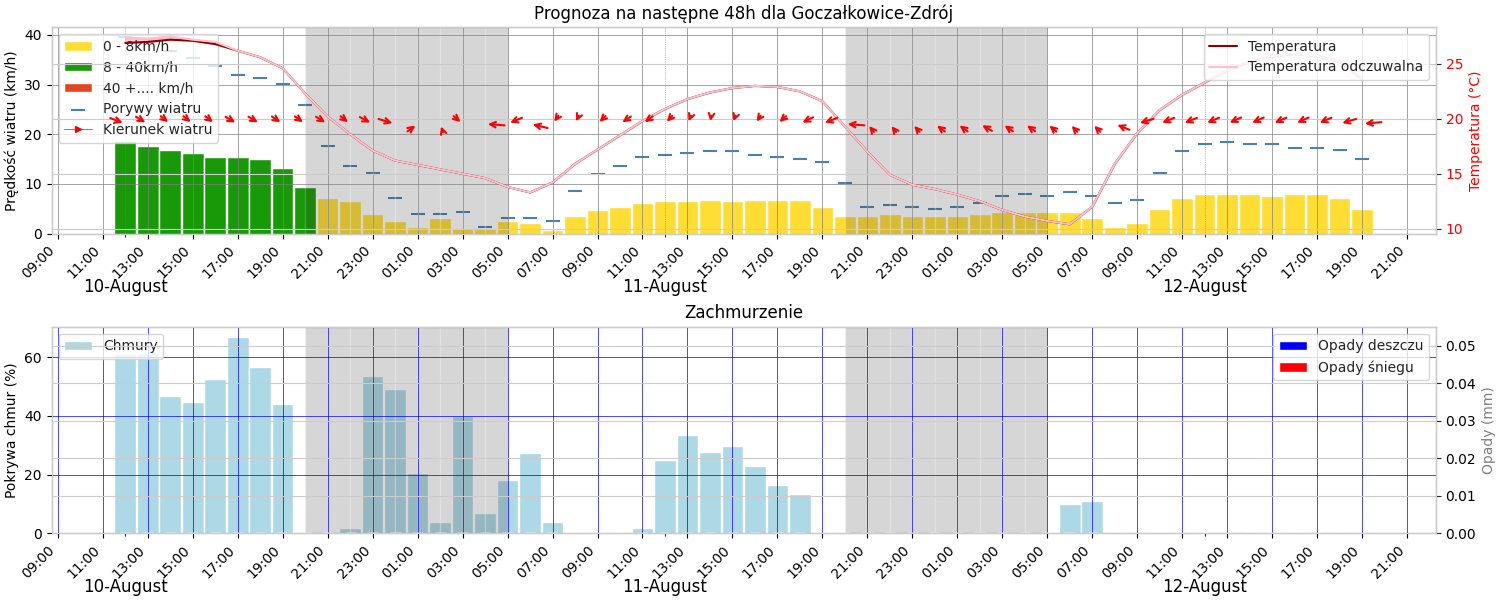 Prognoza na następne 48h dla Goczałkowice-Zdrój
Prędkość wiatru (km/h)
40
30
20
10
0
0 - 8km/h
8 - 40km/h
40 +.... km/h
Porywy wiatru
Kierunek wiatru
Temperatura
Temperatura odczuwalna
25
20
15
10
Temperatura (°C)
09:00 11:00 13:00 15:00 17:00 19:00 21:00 23:00 01:00 03:00 05:00 07:00 09:00 11:00 13:00 15:00 17:00 19:00 21:00 23:00 01:00 03:00 05:00 07:00 09:00 11:00 13:00 15:00 17:00 19:00 21:00
10-August 11-August 12-August
Zachmurzenie
Pokrywa chmur (%)
60
40
20
0
Chmury
Opady deszczu
Opady śniegu
0.05
0.04
0.03
0.02
0.01
0.00
Opady (mm)
09:00 11:00 13:00 15:00 17:00 19:00 21:00 23:00 01:00 03:00 05:00 07:00 09:00 11:00 13:00 15:00 17:00 19:00 21:00 23:00 01:00 03:00 05:00 07:00 09:00 11:00 13:00 15:00 17:00 19:00 21:00
10-August 11-August 12-August